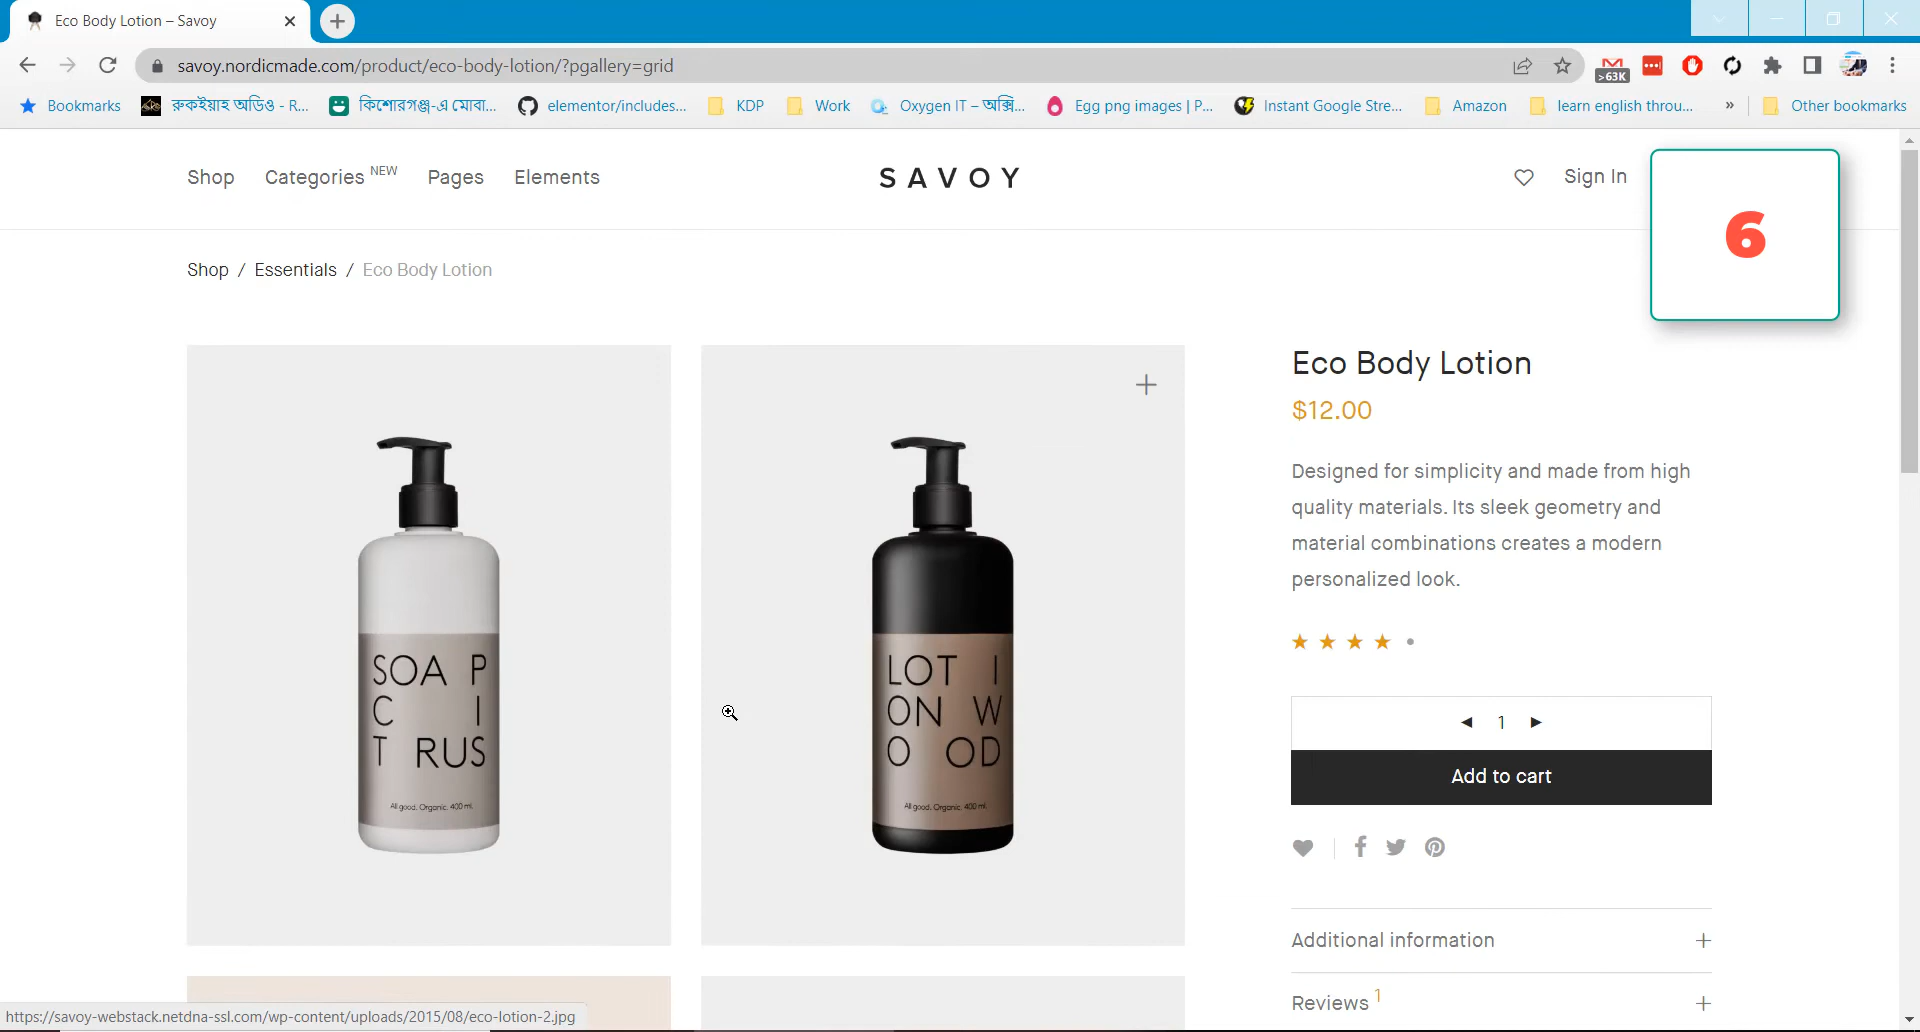 Eco Body Lotion – Savoy
savoy.nordicmade.com/product/eco-body-lotion/?pgallery=grid
>63K
Bookmarks
রুকইয়াহ অডিও - R...
কিশোরগঞ্জ-এ মোবা...
elementor/includes...
KDP
Work
Oxygen IT – অক্সি...
Egg png images | P...
Instant Google Stre...
Amazon
learn english throu...
»
Other bookmarks
Shop
Categories NEW
Pages
Elements
SAVOY
Sign In
6
Shop / Essentials / Eco Body Lotion
SOA P
C I
T RUS
All good. Organic. 400 ml.
LOT I
ON W
O OD
All good. Organic. 400 ml.
Eco Body Lotion
$12.00
Designed for simplicity and made from high
quality materials. Its sleek geometry and
material combinations creates a modern
personalized look.
1
Add to cart
Additional information
Reviews 1
https://savoy-webstack.netdna-ssl.com/wp-content/uploads/2015/08/eco-lotion-2.jpg